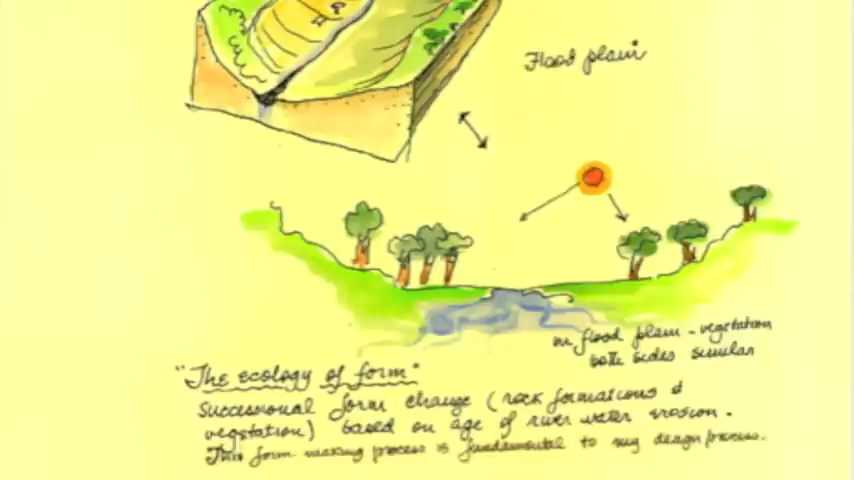 Flood plain
in flood plain - vegetation
both sides similar
"The ecology of form"
Successional form change (rock formations &
vegetation) based on age of river water erosion.
This form making process is fundamental to my design/process.